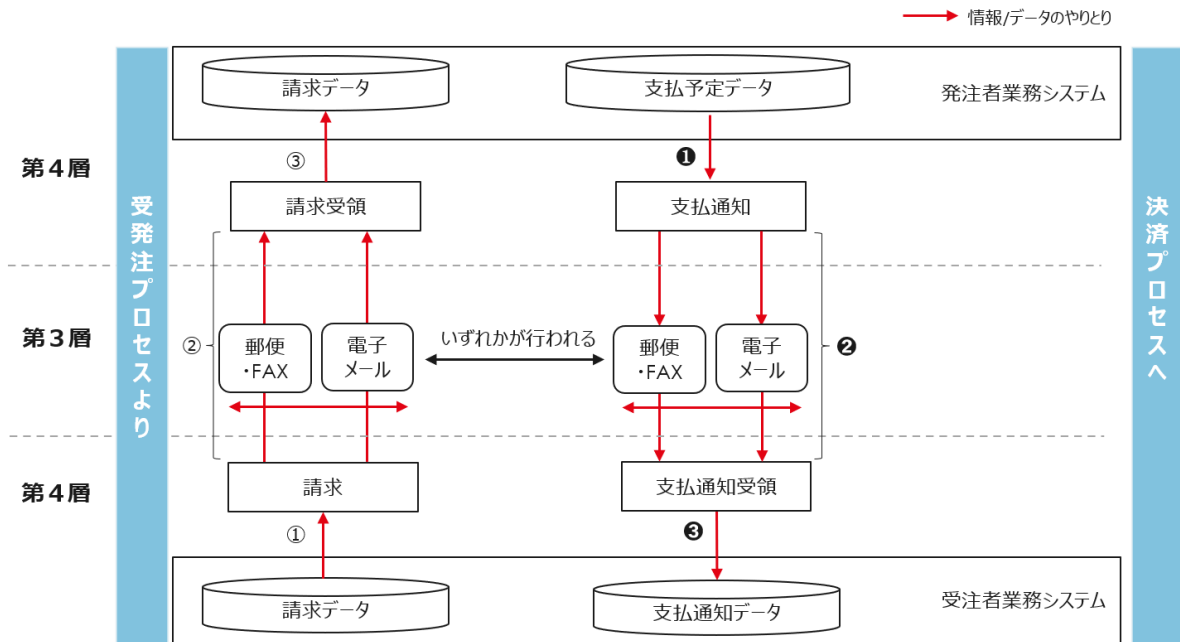 情報/データのやりとり
請求データ
支払予定データ
発注者業務システム
第4層
③
❶
請求受領
支払通知
受発注プロセスより
決済プロセスへ
第3層
②
郵便
・FAX
電子
メール
いずれかが行われる
郵便
・FAX
電子
メール
❷
第4層
請求
支払通知受領
①
❸
請求データ
支払通知データ
受注者業務システム